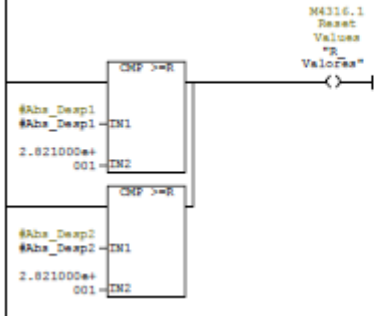 M4316.1
Reset
Values
"R_
Valores"
CMP >=R
#Abs_Desp1
#Abs_Desp1 IN1
2.821000e+
001 IN2
CMP >=R
#Abs_Desp2
#Abs_Desp2 IN1
2.821000e+
001 IN2